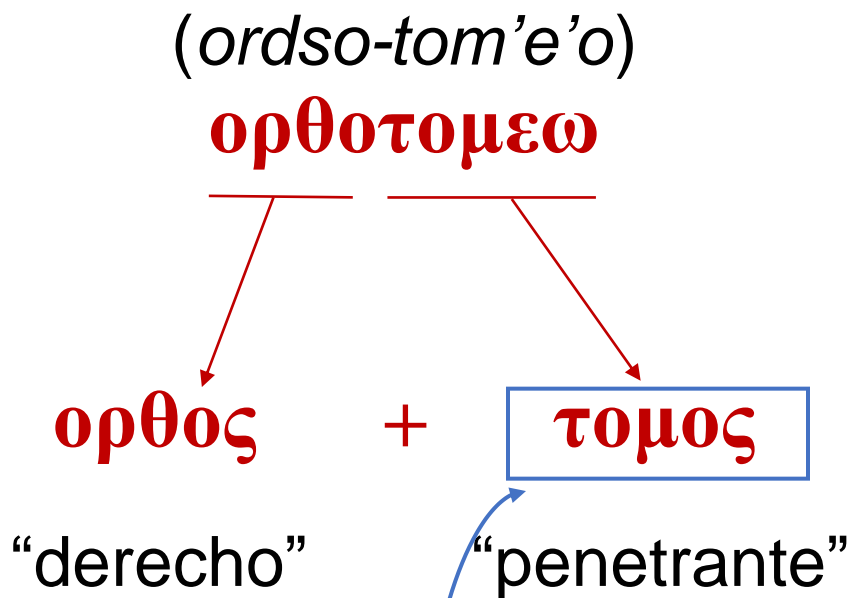 (ordso-tom’e’o)
ορθοτομεω
ορθος + τομος
“derecho” “penetrante”